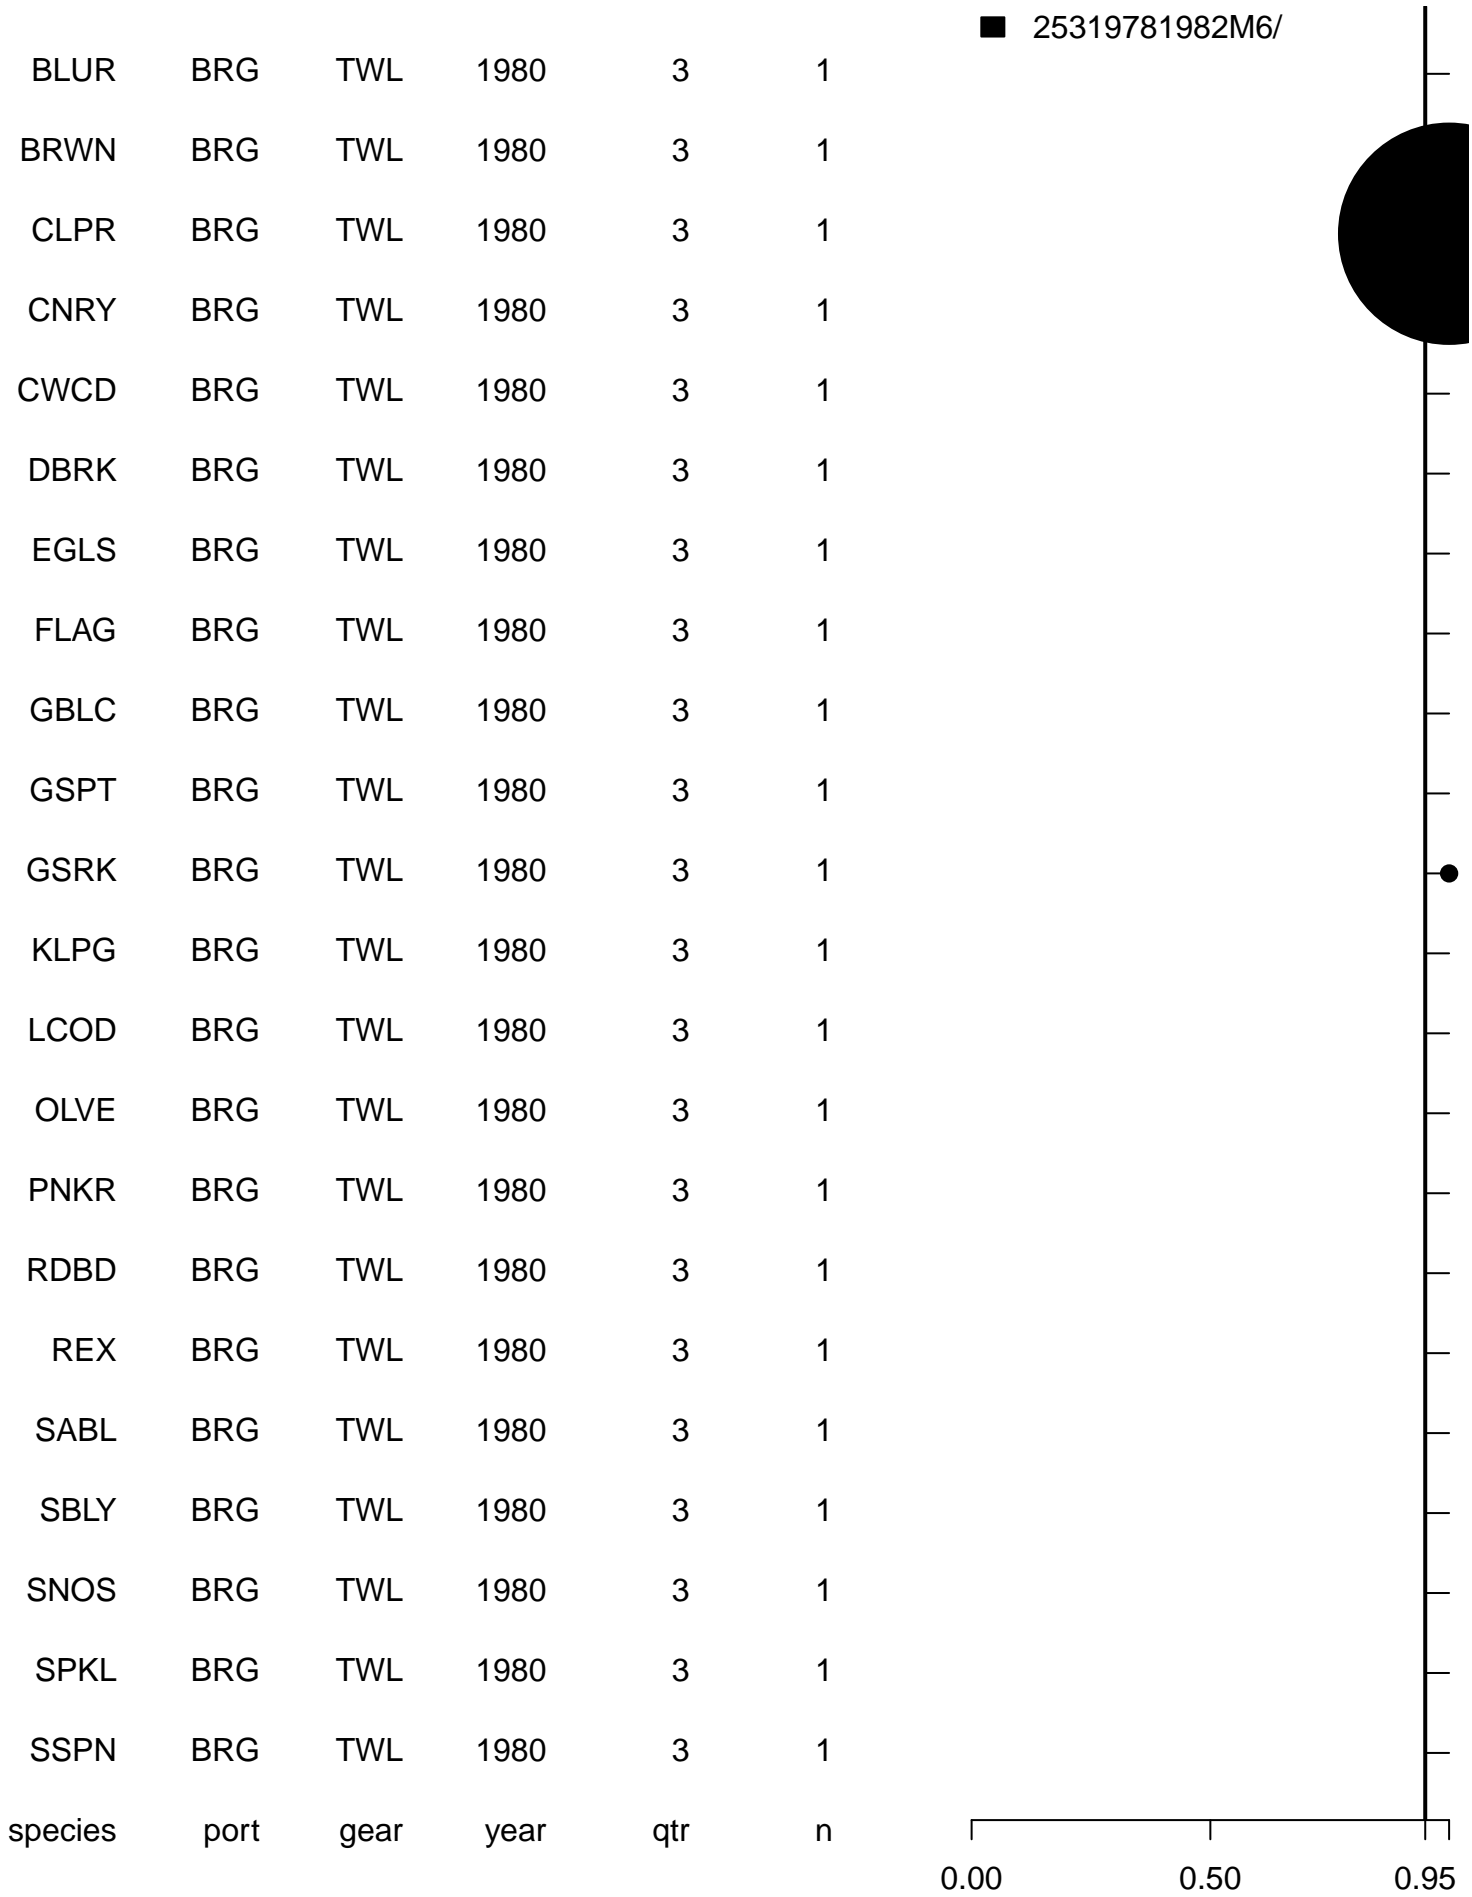 25319781982M6/
BLUR BRG TWL 1980 3 1
BRWN BRG TWL 1980 3 1
CLPR BRG TWL 1980 3 1
CNRY BRG TWL 1980 3 1
CWCD BRG TWL 1980 3 1
DBRK BRG TWL 1980 3 1
EGLS BRG TWL 1980 3 1
FLAG BRG TWL 1980 3 1
GBLC BRG TWL 1980 3 1
GSPT BRG TWL 1980 3 1
GSRK BRG TWL 1980 3 1
KLPG BRG TWL 1980 3 1
LCOD BRG TWL 1980 3 1
OLVE BRG TWL 1980 3 1
PNKR BRG TWL 1980 3 1
RDBD BRG TWL 1980 3 1
REX BRG TWL 1980 3 1
SABL BRG TWL 1980 3 1
SBLY BRG TWL 1980 3 1
SNOS BRG TWL 1980 3 1
SPKL BRG TWL 1980 3 1
SSPN BRG TWL 1980 3 1
species port gear year qtr n
0.00 0.50 0.95